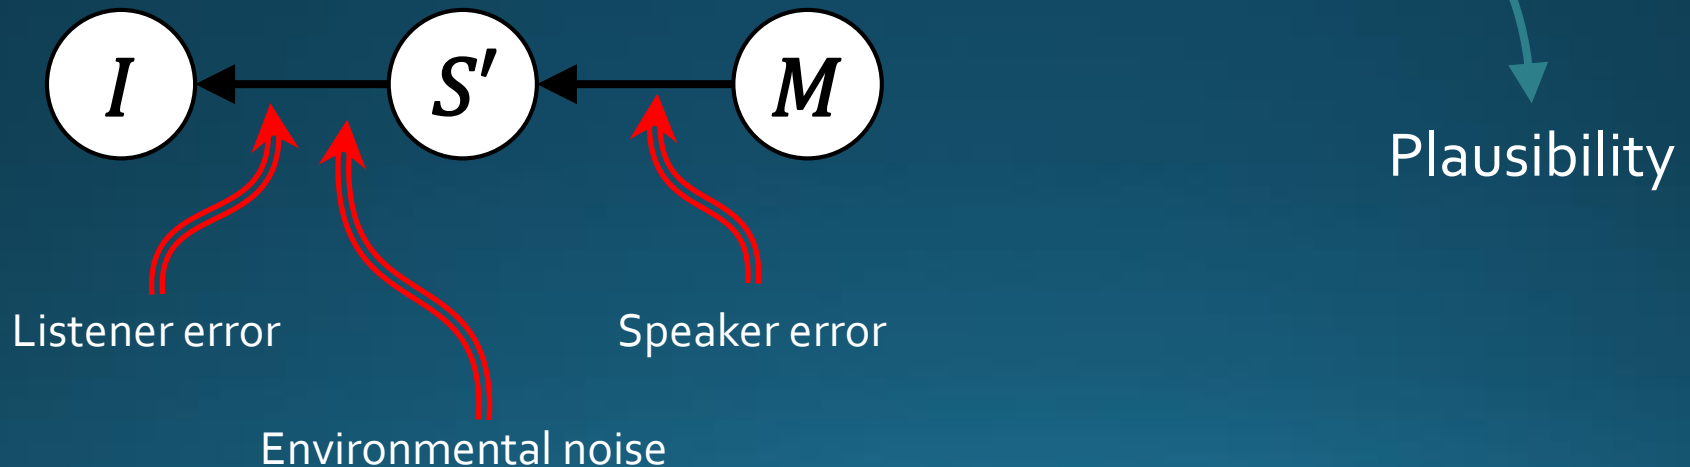 I S′ M
Plausibility
Listener error
Speaker error
Environmental noise